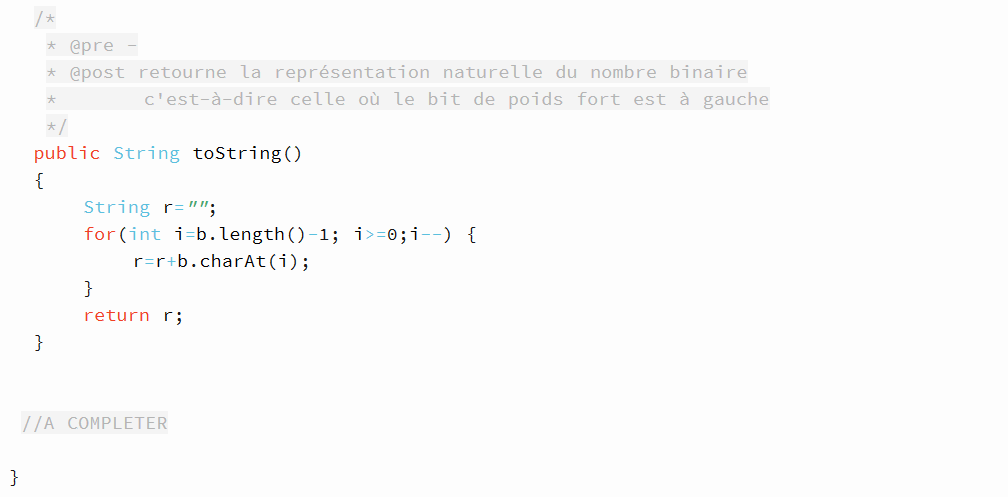 /*
* @pre -
* @post retourne la représentation naturelle du nombre binaire
* c'est-à-dire celle où le bit de poids fort est à gauche
*/
public String toString()
{
String r="";
for(int i=b.length()-1; i>=0;i--) {
r=r+b.charAt(i);
}
return r;
}
//A COMPLETER
}